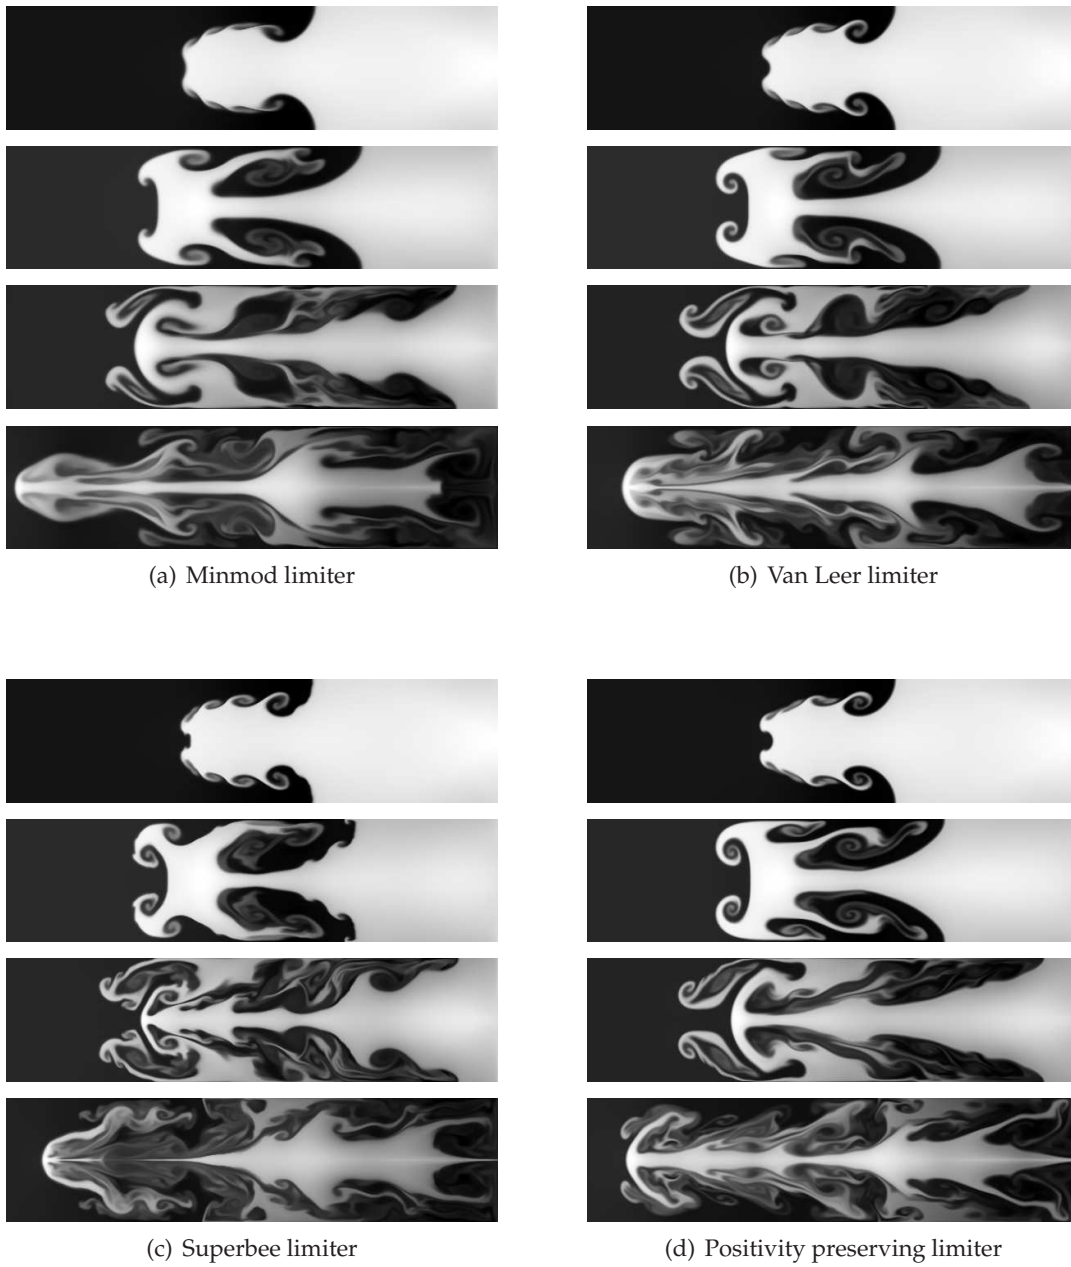 (a) Minmod limiter
(b) Van Leer limiter
(c) Superbee limiter
(d) Positivity preserving limiter